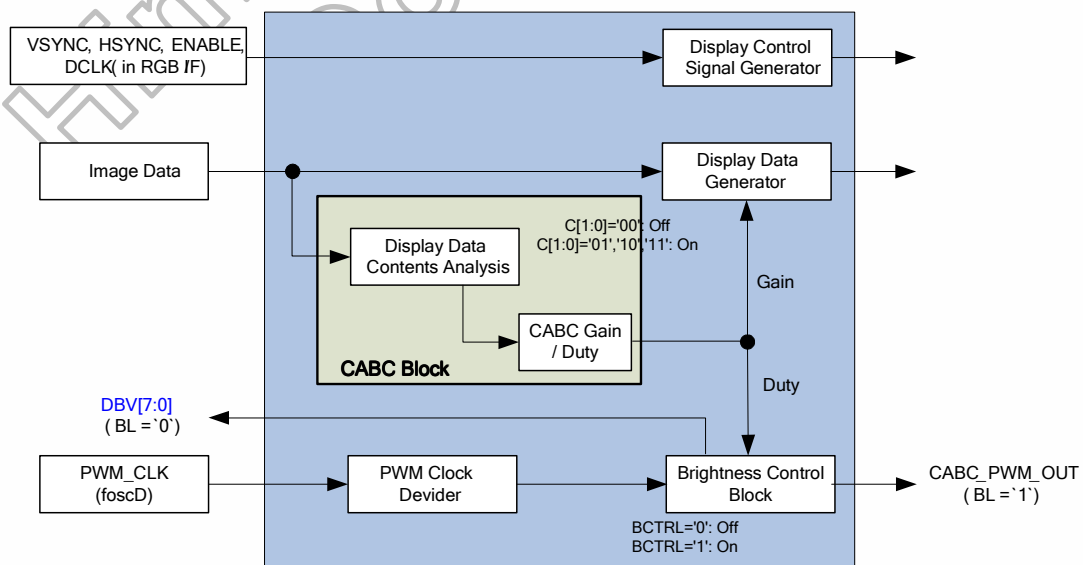 VSYNC, HSYNC, ENABLE,
DCLK( in RGB I/F)
Display Control
Signal Generator
Image Data
Display Data
Generator
C[1:0]='00': Off
C[1:0]='01','10','11': On
Display Data
Contents Analysis
Gain
CABC Gain
/ Duty
CABC Block
Duty
DBV[7:0]
( BL =`0`)
PWM_CLK
(foscD)
PWM Clock
Devider
Brightness Control
Block
CABC_PWM_OUT
( BL =`1`)
BCTRL='0': Off
BCTRL='1': On